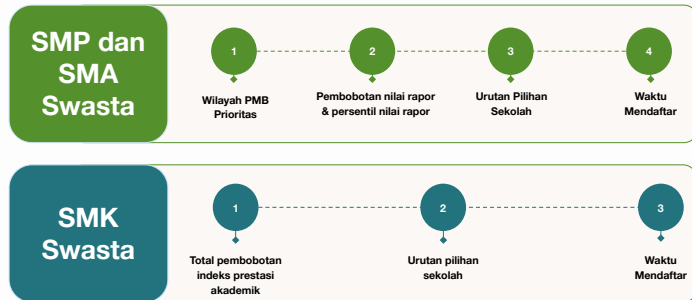 SMP dan
SMA
Swasta
1
2
3
4
Wilayah PMB
Prioritas
Pembobotan nilai rapor
& persentil nilai rapor
Urutan Pilihan
Sekolah
Waktu
Mendaftar
SMK
Swasta
1
2
3
Total pembobotan
indeks prestasi
akademik
Urutan pilihan
sekolah
Waktu
Mendaftar